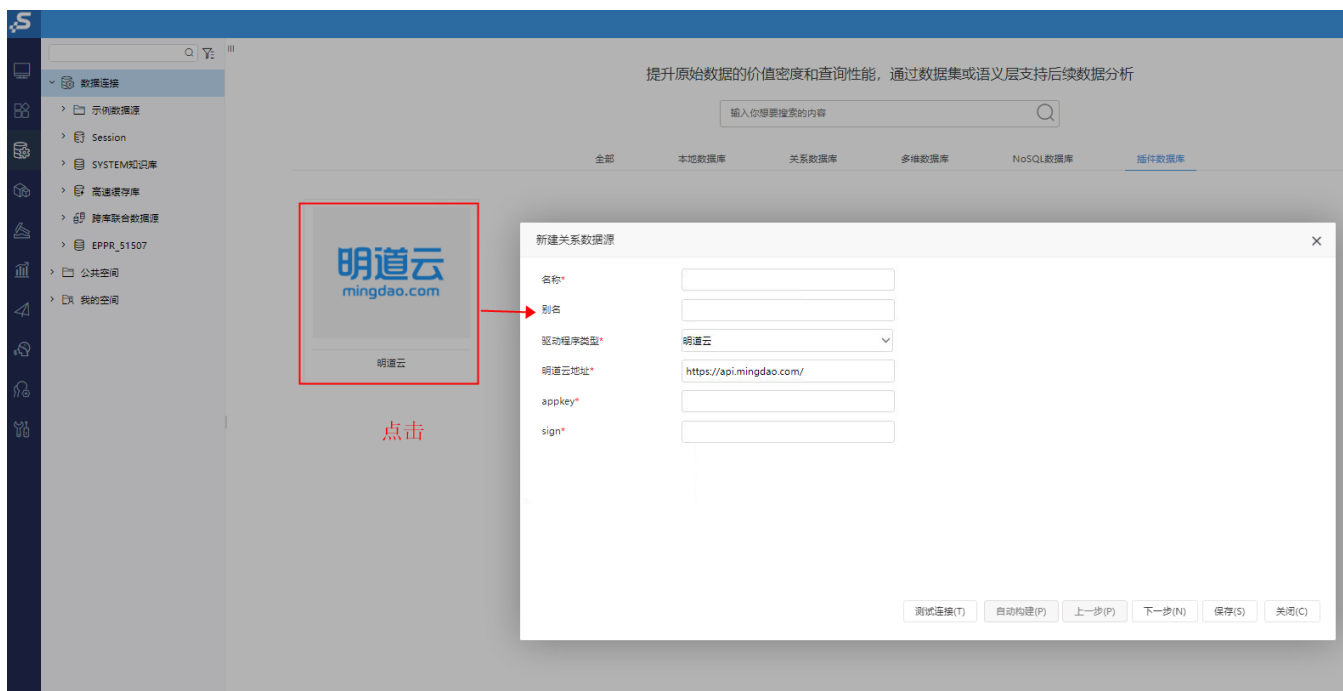 提升原始数据的价值密度和查询性能，通过数据集或语义层支持后续数据分析
输入你想要搜索的内容
全部 本地数据库 关系数据库 多维数据库 NoSQL数据库 插件数据库
数据连接
示例数据源
Session
SYSTEM知识库
高速缓存库
跨库联合数据源
EPPR_51507
公共空间
我的空间
明道云
mingdao.com
明道云
点击
新建关系数据源
名称*
别名
驱动程序类型* 明道云
明道云地址* https://api.mingdao.com/
appkey*
sign*
测试连接(T) 自动构建(P) 上一步(P) 下一步(N) 保存(S) 关闭(C)